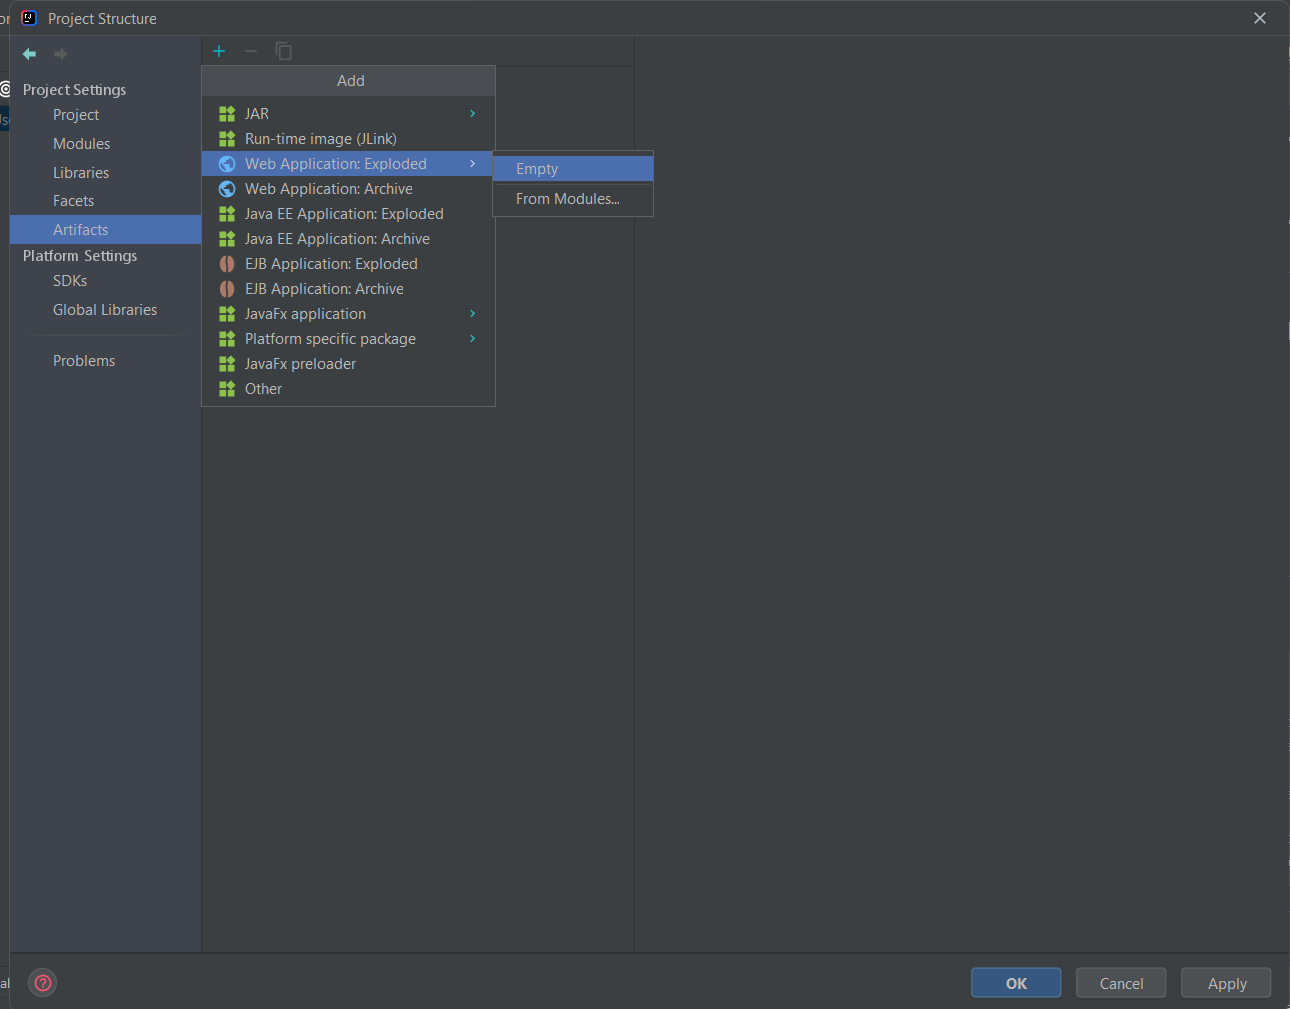 Project Structure
Project Settings
Project
Modules
Libraries
Facets
Artifacts
Platform Settings
SDKs
Global Libraries
Problems
Add
JAR
Run-time image (JLink)
Web Application: Exploded
Web Application: Archive
Java EE Application: Exploded
Java EE Application: Archive
EJB Application: Exploded
EJB Application: Archive
JavaFx application
Platform specific package
JavaFx preloader
Other
Empty
From Modules...
OK
Cancel
Apply